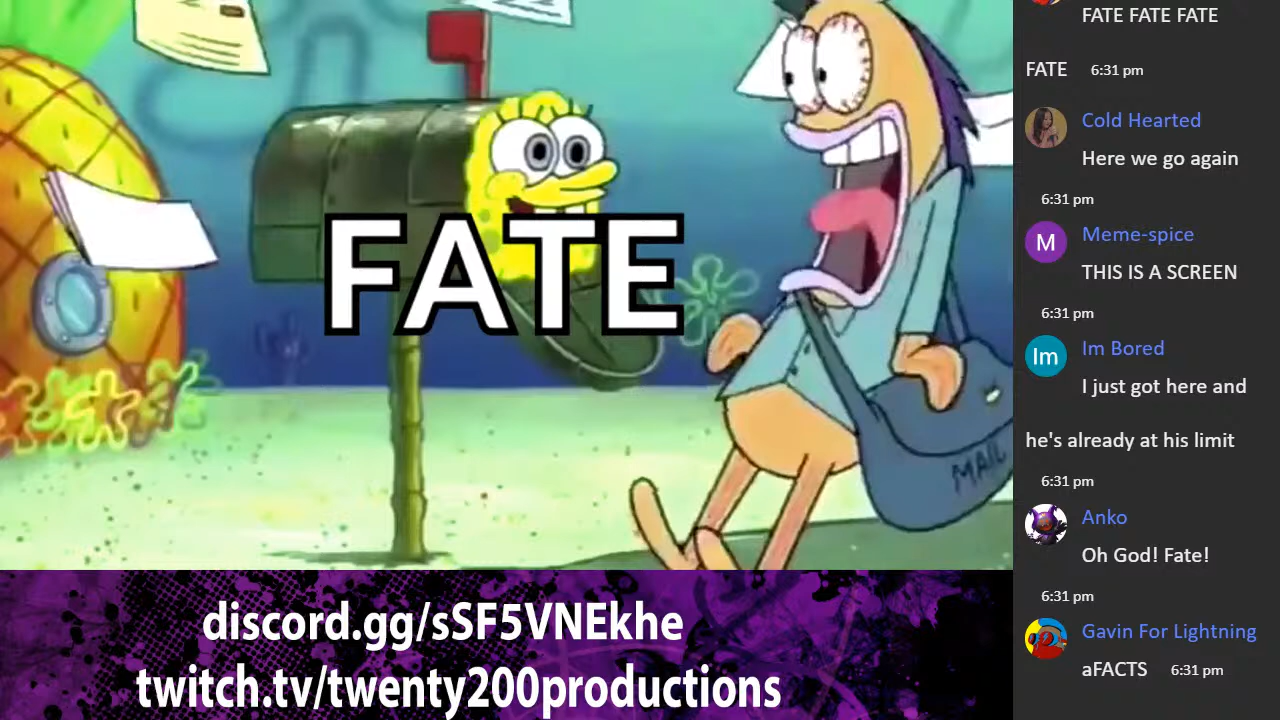 FATE
MAIL
discord.gg/sSF5VNEkhe
twitch.tv/twenty200productions
FATE FATE FATE
FATE 6:31 pm
Cold Hearted
Here we go again
6:31 pm
M
Meme-spice
THIS IS A SCREEN
6:31 pm
Im
Im Bored
I just got here and
he's already at his limit
6:31 pm
Anko
Oh God! Fate!
6:31 pm
Gavin For Lightning
aFACTS 6:31 pm